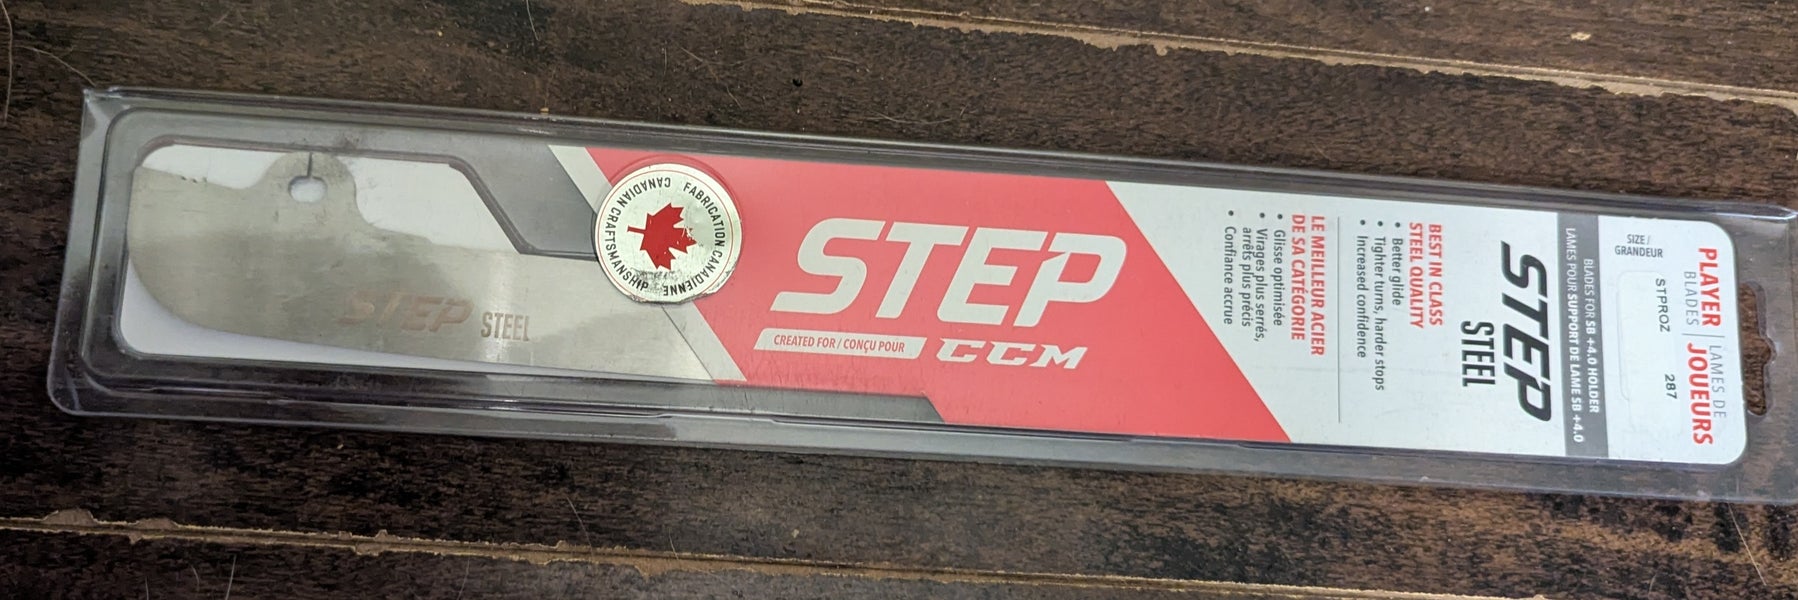 STEP STEEL
FABRICATION CANADIENNE
CANADIAN CRAFTSMANSHIP
STEP
CREATED FOR / CONÇU POUR CCM
PLAYER | LAMES DE
BLADES | JOUEURS
SIZE /
GRANDEUR
STPROZ 287
BLADES FOR SB +4.0 HOLDER
LAMES POUR SUPPORT DE LAME SB +4.0
STEP
STEEL
BEST IN CLASS
STEEL QUALITY
• Better glide
• Tighter turns, harder stops
• Increased confidence
LE MEILLEUR ACIER
DE SA CATÉGORIE
• Glisse optimisée
• Virages plus serrés,
arrêts plus précis
• Confiance accrue